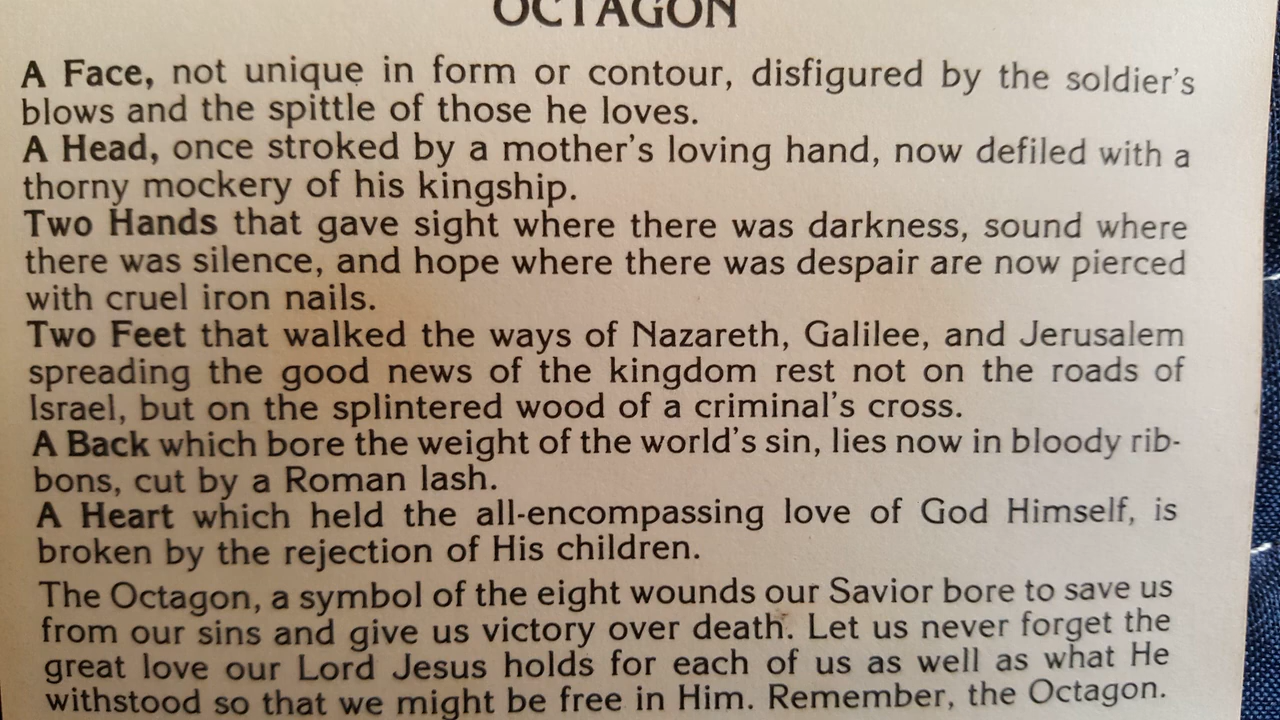 OCTAGON
A Face, not unique in form or contour, disfigured by the soldier's
blows and the spittle of those he loves.
A Head, once stroked by a mother's loving hand, now defiled with a
thorny mockery of his kingship.
Two Hands that gave sight where there was darkness, sound where
there was silence, and hope where there was despair are now pierced
with cruel iron nails.
Two Feet that walked the ways of Nazareth, Galilee, and Jerusalem
spreading the good news of the kingdom rest not on the roads of
Israel, but on the splintered wood of a criminal's cross.
A Back which bore the weight of the world's sin, lies now in bloody rib-
bons, cut by a Roman lash.
A Heart which held the all-encompassing love of God Himself, is
broken by the rejection of His children.
The Octagon, a symbol of the eight wounds our Savior bore to save us
from our sins and give us victory over death. Let us never forget the
great love our Lord Jesus holds for each of us as well as what He
withstood so that we might be free in Him. Remember, the Octagon.